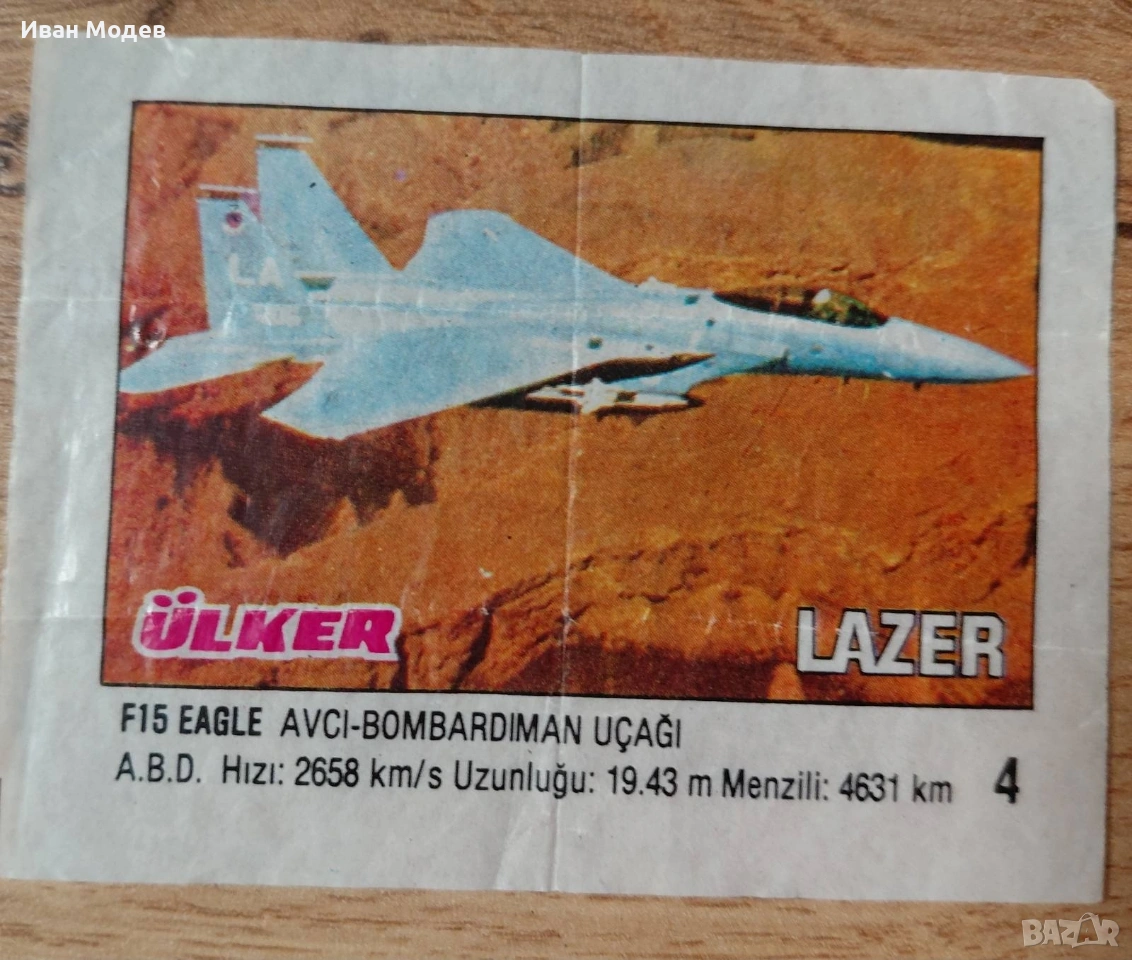 Иван Модев
LA
ÜLKER
LAZER
F15 EAGLE AVCI-BOMBARDIMAN UÇAĞI
A.B.D. Hızı: 2658 km/s Uzunluğu: 19.43 m Menzili: 4631 km 4
BAZAR